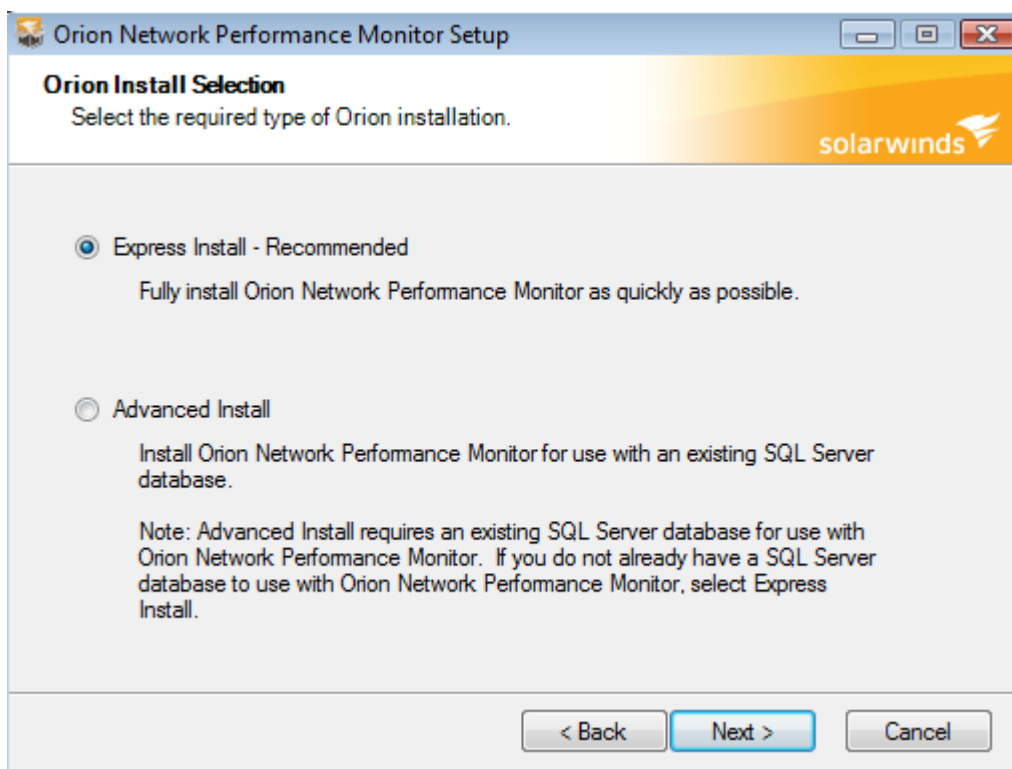 Orion Network Performance Monitor Setup
Orion Install Selection
Select the required type of Orion installation.
solarwinds
Express Install - Recommended
Fully install Orion Network Performance Monitor as quickly as possible.
Advanced Install
Install Orion Network Performance Monitor for use with an existing SQL Server
database.
Note: Advanced Install requires an existing SQL Server database for use with
Orion Network Performance Monitor.  If you do not already have a SQL Server
database to use with Orion Network Performance Monitor, select Express
Install.
< Back
Next >
Cancel